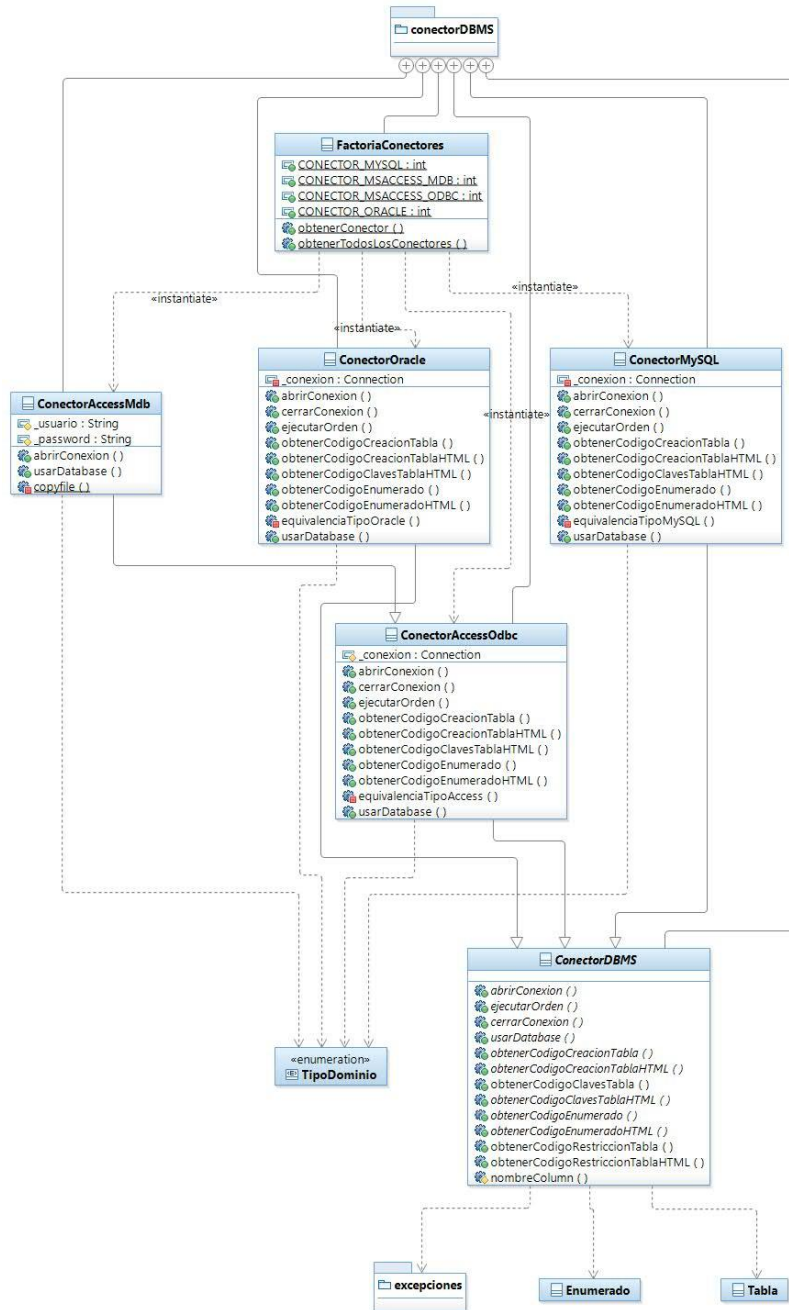 conectorDBMS
FactoriaConectores
CONECTOR_MYSQL : int
CONECTOR_MSACCESS_MDB : int
CONECTOR_MSACCESS_ODBC : int
CONECTOR_ORACLE : int
obtenerConector ( )
obtenerTodosLosConectores ( )
«instantiate»
«instantiate»
«instantiate»
«instantiate»
ConectorAccessMdb
_usuario : String
_password : String
abrirConexion ( )
usarDatabase ( )
copyfile ( )
ConectorOracle
_conexion : Connection
abrirConexion ( )
cerrarConexion ( )
ejecutarOrden ( )
obtenerCodigoCreacionTabla ( )
obtenerCodigoCreacionTablaHTML ( )
obtenerCodigoClavesTablaHTML ( )
obtenerCodigoEnumerado ( )
obtenerCodigoEnumeradoHTML ( )
equivalenciaTipoOracle ( )
usarDatabase ( )
ConectorMySQL
_conexion : Connection
abrirConexion ( )
cerrarConexion ( )
ejecutarOrden ( )
obtenerCodigoCreacionTabla ( )
obtenerCodigoCreacionTablaHTML ( )
obtenerCodigoClavesTablaHTML ( )
obtenerCodigoEnumerado ( )
obtenerCodigoEnumeradoHTML ( )
equivalenciaTipoMySQL ( )
usarDatabase ( )
ConectorAccessOdbc
_conexion : Connection
abrirConexion ( )
cerrarConexion ( )
ejecutarOrden ( )
obtenerCodigoCreacionTabla ( )
obtenerCodigoCreacionTablaHTML ( )
obtenerCodigoClavesTablaHTML ( )
obtenerCodigoEnumerado ( )
obtenerCodigoEnumeradoHTML ( )
equivalenciaTipoAccess ( )
usarDatabase ( )
ConectorDBMS
abrirConexion ( )
ejecutarOrden ( )
cerrarConexion ( )
usarDatabase ( )
obtenerCodigoCreacionTabla ( )
obtenerCodigoCreacionTablaHTML ( )
obtenerCodigoClavesTabla ( )
obtenerCodigoClavesTablaHTML ( )
obtenerCodigoEnumerado ( )
obtenerCodigoEnumeradoHTML ( )
obtenerCodigoRestriccionTabla ( )
obtenerCodigoRestriccionTablaHTML ( )
nombreColumn ( )
«enumeration»
TipoDominio
excepciones
Enumerado
Tabla